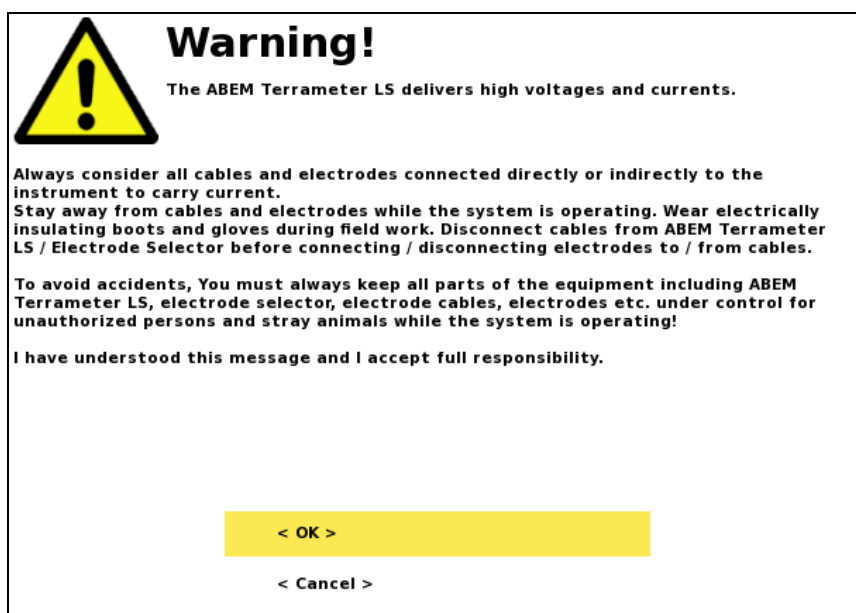 Warning!
The ABEM Terrameter LS delivers high voltages and currents.
Always consider all cables and electrodes connected directly or indirectly to the
instrument to carry current.
Stay away from cables and electrodes while the system is operating. Wear electrically
insulating boots and gloves during field work. Disconnect cables from ABEM Terrameter
LS / Electrode Selector before connecting / disconnecting electrodes to / from cables.
To avoid accidents, You must always keep all parts of the equipment including ABEM
Terrameter LS, electrode selector, electrode cables, electrodes etc. under control for
unauthorized persons and stray animals while the system is operating!
I have understood this message and I accept full responsibility.
< OK >
< Cancel >